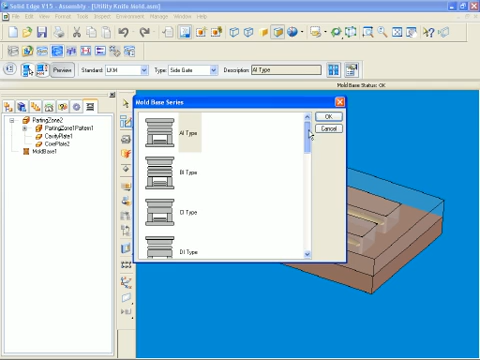 Solid Edge V15 - Assembly - [Utility Knife Mold.asm]
File Edit View Format Tools Inspect Environment Applications Window Help
Preview Standard: LKM Type: Side Gate Description: AI Type
Mold Base Status: OK
Mold Base Series
OK
Cancel
AI Type
BI Type
CI Type
DI Type
PartingZone2
PartingZone1Pattern1
CavityPlate1
CorePlate2
MoldBase1